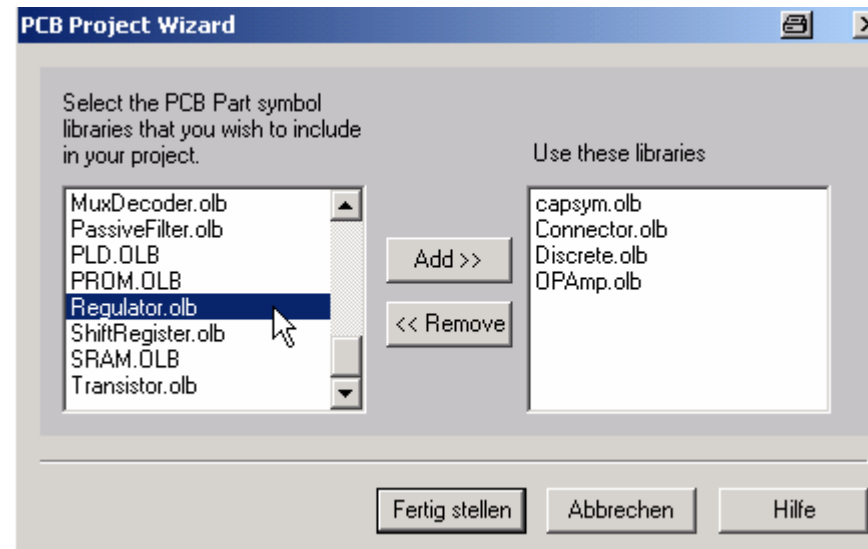 PCB Project Wizard
Select the PCB Part symbol
libraries that you wish to include
in your project.
Use these libraries
MuxDecoder.olb
PassiveFilter.olb
PLD.OLB
PROM.OLB
Regulator.olb
ShiftRegister.olb
SRAM.OLB
Transistor.olb
Add >>
<< Remove
capsym.olb
Connector.olb
Discrete.olb
OPAmp.olb
Fertig stellen
Abbrechen
Hilfe